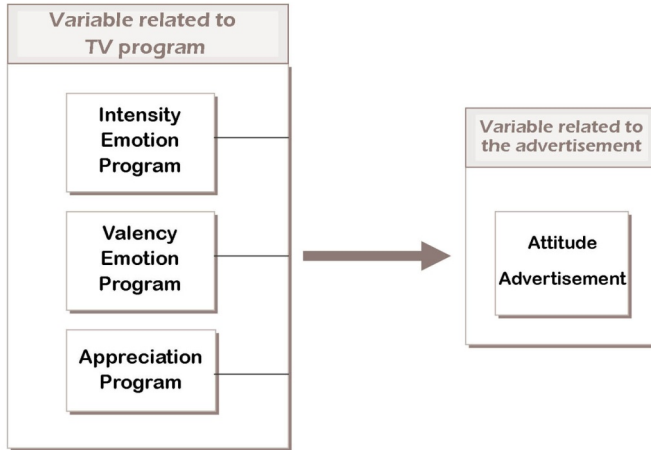 Variable related to
TV program
Intensity
Emotion
Program
Valency
Emotion
Program
Appreciation
Program
Variable related to
the advertisement
Attitude
Advertisement